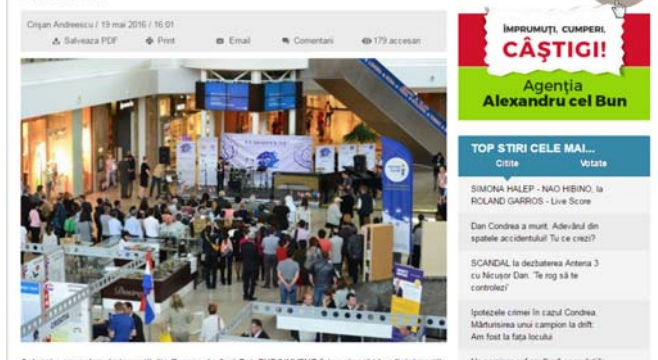 Crişan Andreescu / 19 mai 2016 / 16:01
Salveaza PDF
Print
Email
Comentarii
179 accesari
ÎMPRUMUŢI, CUMPERI,
CÂŞTIGI!
Agenţia
Alexandru cel Bun
TOP STIRI CELE MAI...
Citite
Votate
SIMONA HALEP - NAO HIBINO, la
ROLAND GARROS - Live Score
Dan Condrea a murit. Adevărul din
spatele accidentului! Tu ce crezi?
SCANDAL la dezbaterea Antena 3
cu Nicuşor Dan. 'Te rog să te
controlezi'
Ipotezele crimei în cazul Condrea.
Mărturisirea unui campion la drift:
Am fost la faţa locului